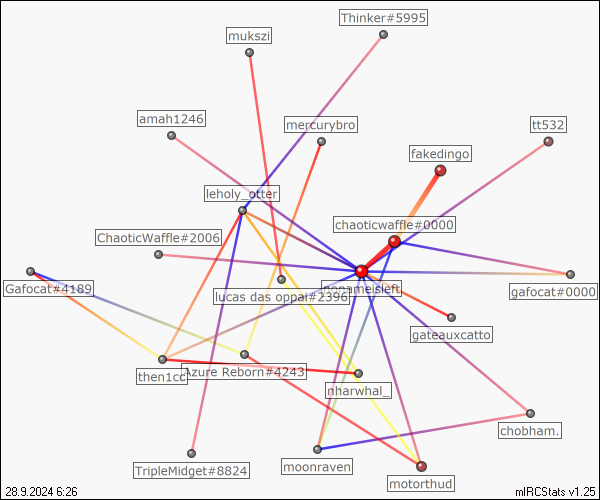 Thinker#5995
mukszi
amah1246
mercurybro
tt532
fakedingo
leholy_otter
chaoticwaffle#0000
ChaoticWaffle#2006
nonameisleft
Gafocat#4189
lucas das oppai#2396
gafocat#0000
gateauxcatto
then1cc
Azure Reborn#4243
nharwhal_
chobham.
TripleMidget#8824
moonraven
motorthud
28.9.2024 6:26
mIRCStats v1.25